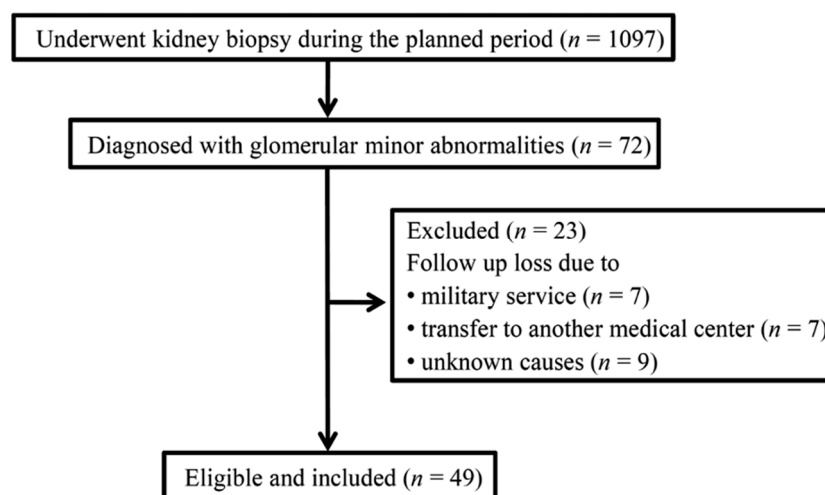 Underwent kidney biopsy during the planned period (n = 1097)
Diagnosed with glomerular minor abnormalities (n = 72)
Excluded (n = 23)
Follow up loss due to
• military service (n = 7)
• transfer to another medical center (n = 7)
• unknown causes (n = 9)
Eligible and included (n = 49)